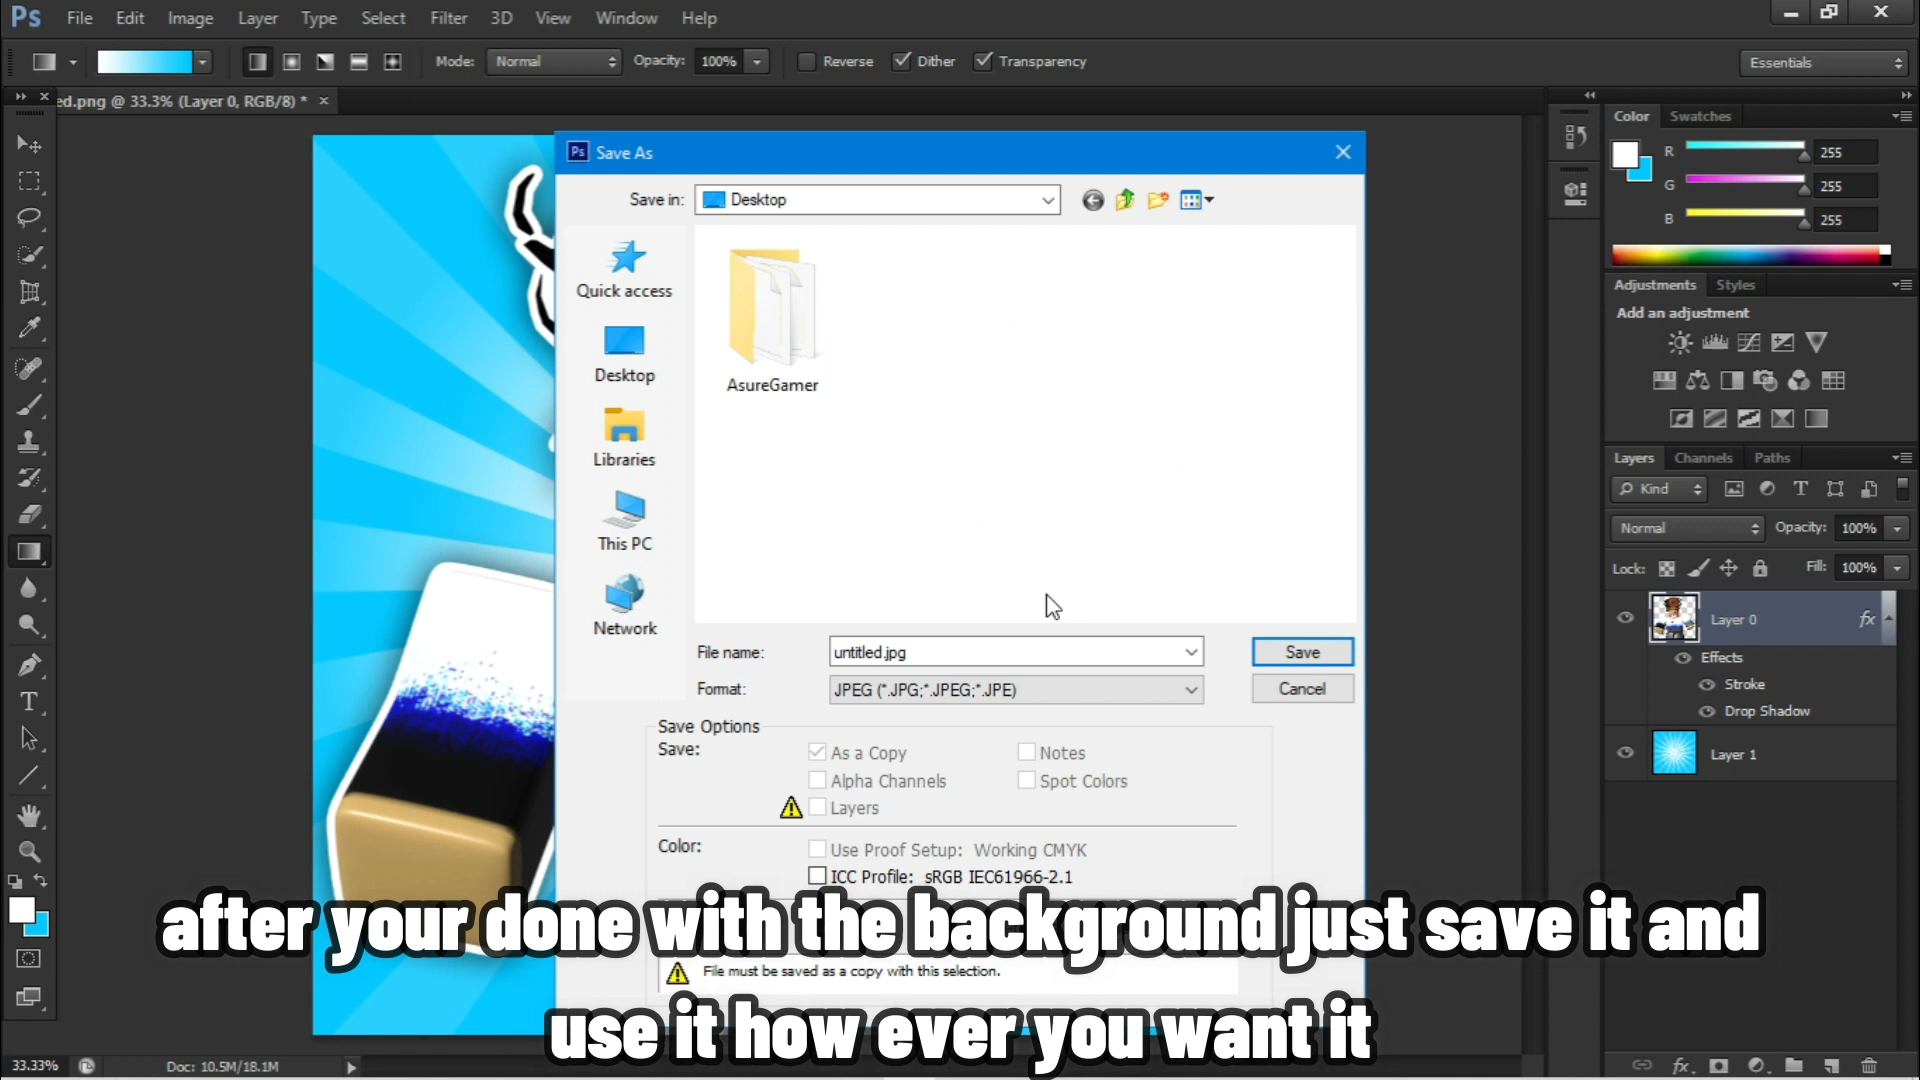 Ps File Edit Image Layer Type Select Filter 3D View Window Help
Mode: Normal Opacity: 100% Reverse Dither Transparency Essentials
ed.png @ 33.3% (Layer 0, RGB/8) * ×
Ps Save As
Save in: Desktop
Quick access
Desktop
Libraries
This PC
Network
AsureGamer
File name: untitled.jpg Save
Format: JPEG (*.JPG;*.JPEG;*.JPE) Cancel
Save Options
Save: As a Copy Notes
Alpha Channels Spot Colors
Layers
Color: Use Proof Setup: Working CMYK
ICC Profile: sRGB IEC61966-2.1
File must be saved as a copy with this selection.
after your done with the background just save it and
use it how ever you want it
Color Swatches
R 255
G 255
B 255
Adjustments Styles
Add an adjustment
Layers Channels Paths
Kind
Normal Opacity: 100%
Lock: Fill: 100%
Layer 0 fx
Effects
Stroke
Drop Shadow
Layer 1
33.33% Doc: 10.5M/18.1M